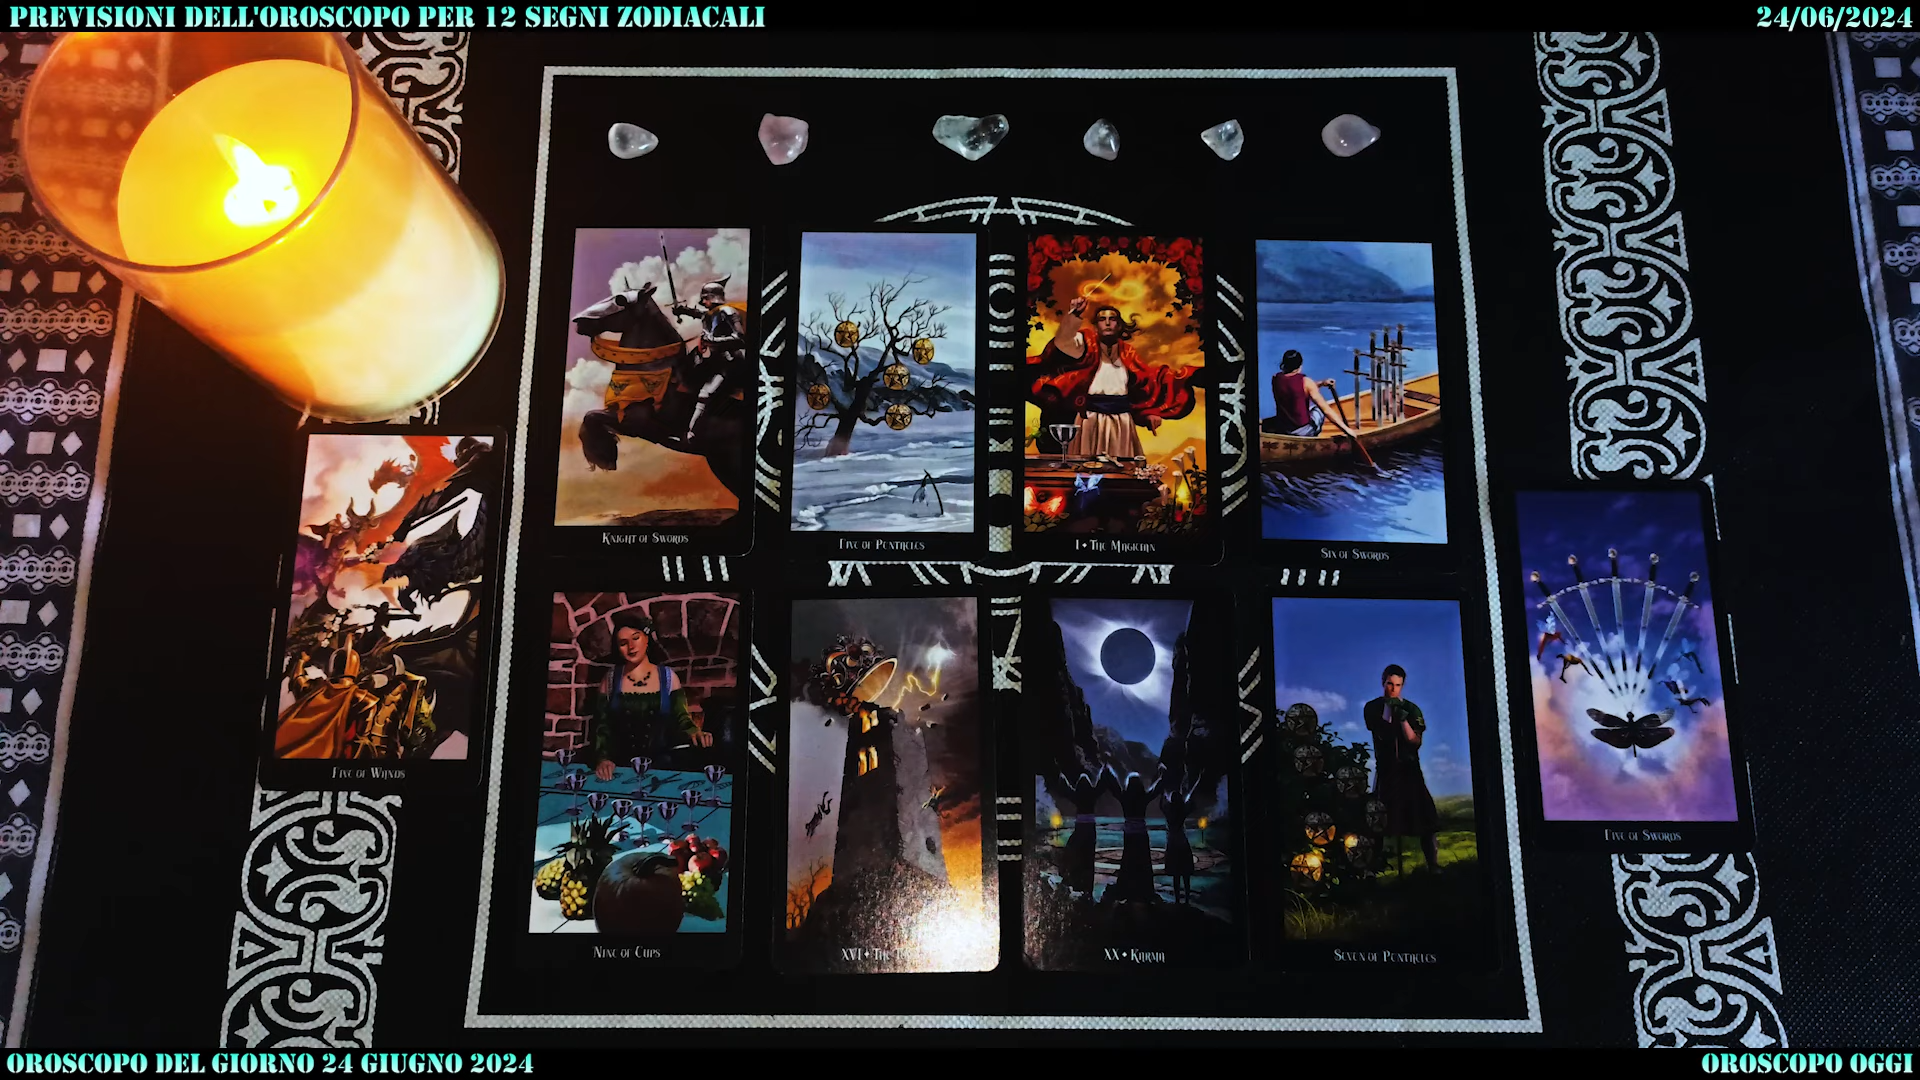 PREVISIONI DELL'OROSCOPO PER 12 SEGNI ZODIACALI
24/06/2024
Knight of Swords
Five of Pentacles
I • The Magician
Six of Swords
Five of Wands
Five of Swords
Nine of Cups
XVI • The
XX • Karma
Seven of Pentacles
OROSCOPO DEL GIORNO 24 GIUGNO 2024
OROSCOPO OGGI